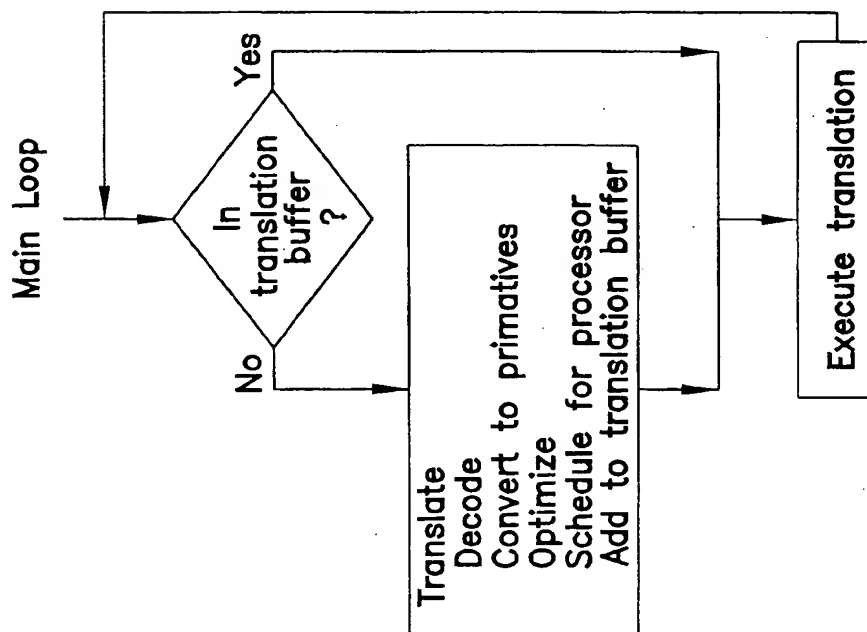 Main Loop
In
translation
buffer
?
Yes
No
Translate
Decode
Convert to primatives
Optimize
Schedule for processor
Add to translation buffer
Execute translation